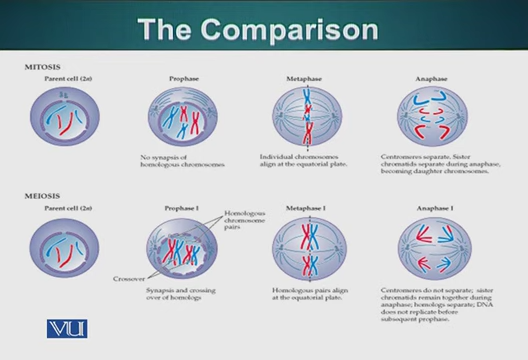 The Comparison
MITOSIS
Parent cell (2n)
Prophase
Metaphase
Anaphase
No synapsis of
homologous chromosomes
Individual chromosomes
align at the equatorial plate.
Centromeres separate. Sister
chromatids separate during anaphase,
becoming daughter chromosomes.
MEIOSIS
Parent cell (2n)
Prophase I
Homologous
chromosome
pairs
Metaphase I
Anaphase I
Crossover
Synapsis and crossing
over of homologs
Homologous pairs align
at the equatorial plate.
Centromeres do not separate; sister
chromatids remain together during
anaphase; homologs separate; DNA
does not replicate before
subsequent prophase.
VU